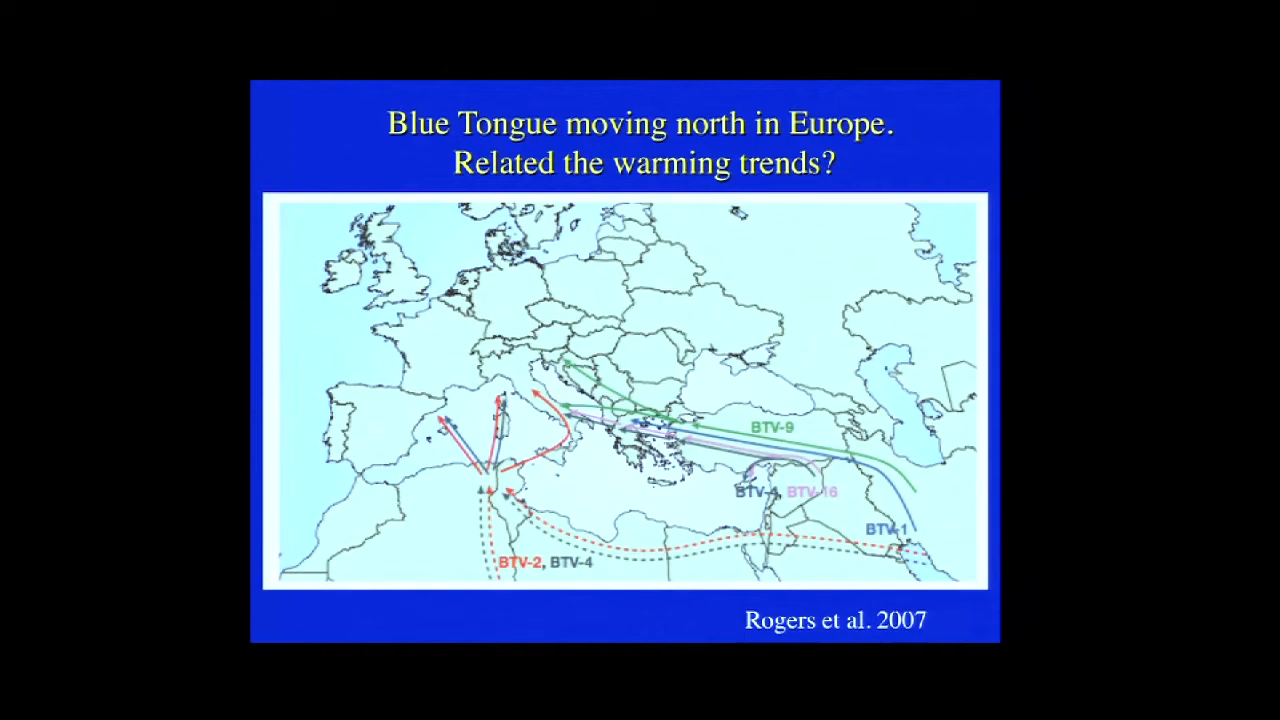 Blue Tongue moving north in Europe.
Related the warming trends?
BTV-9
BTV-4, BTV-16
BTV-1
BTV-2, BTV-4
Rogers et al. 2007